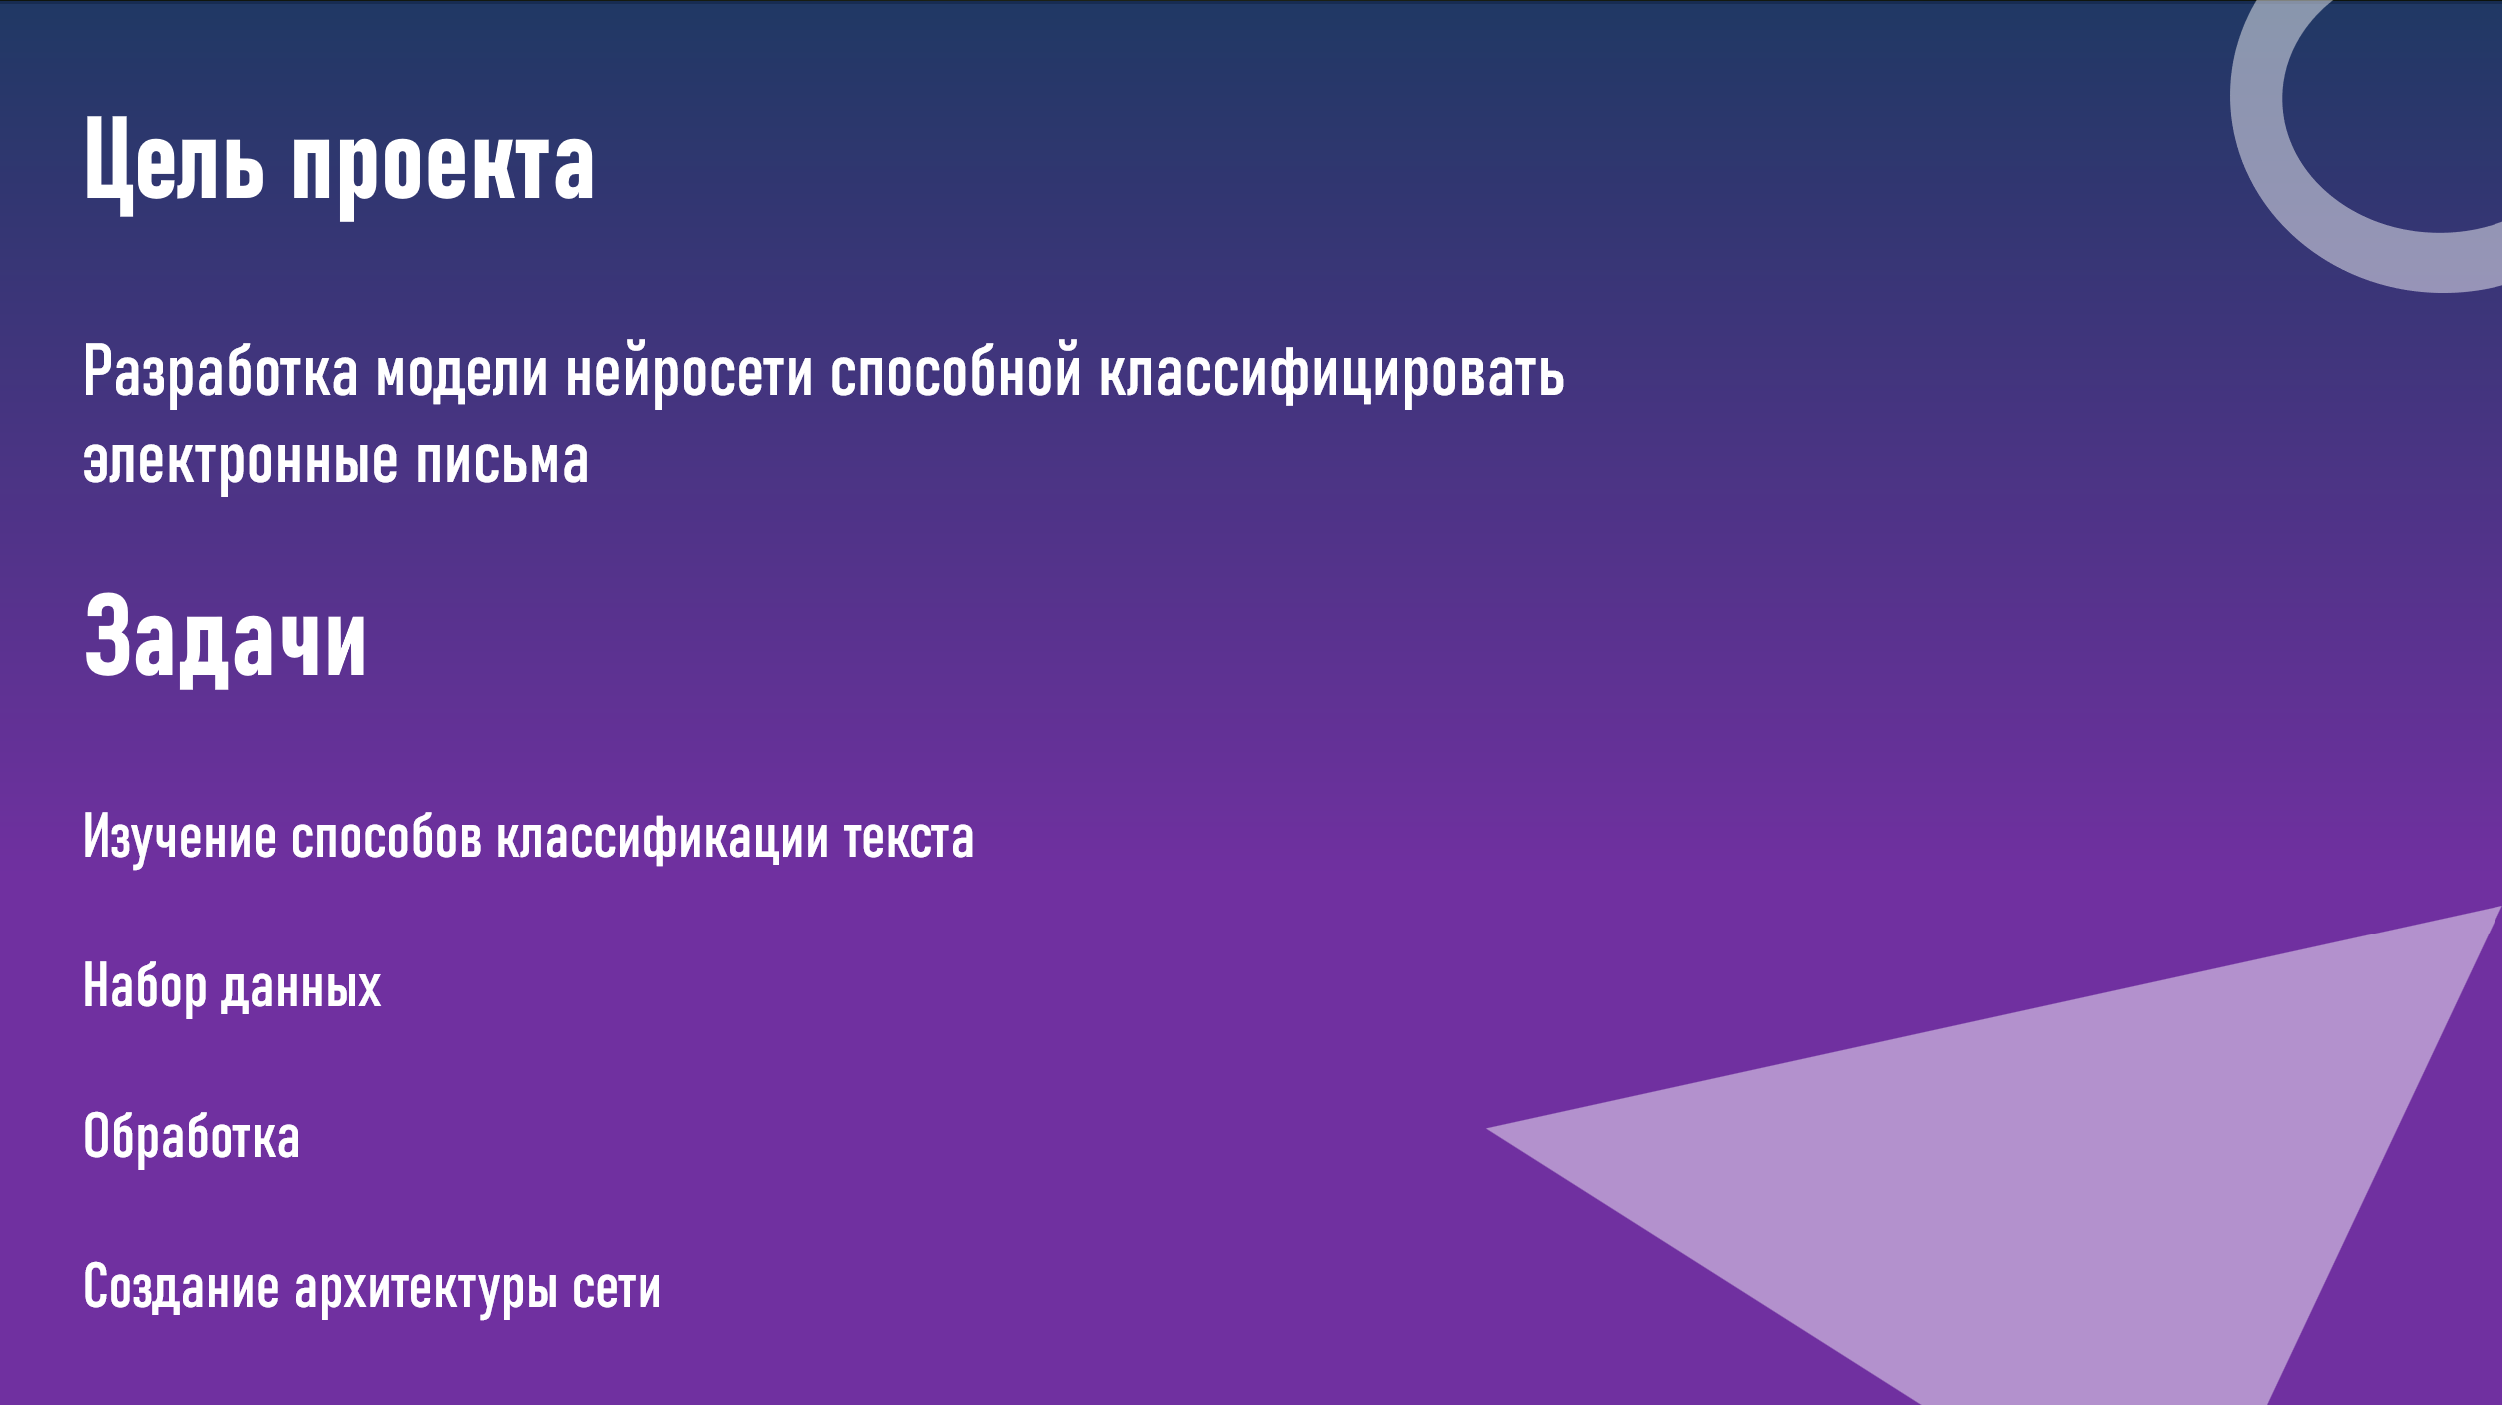 Цель проекта
Разработка модели нейросети способной классифицировать
электронные письма
Задачи
Изучение способов классификации текста
Набор данных
Обработка
Создание архитектуры сети